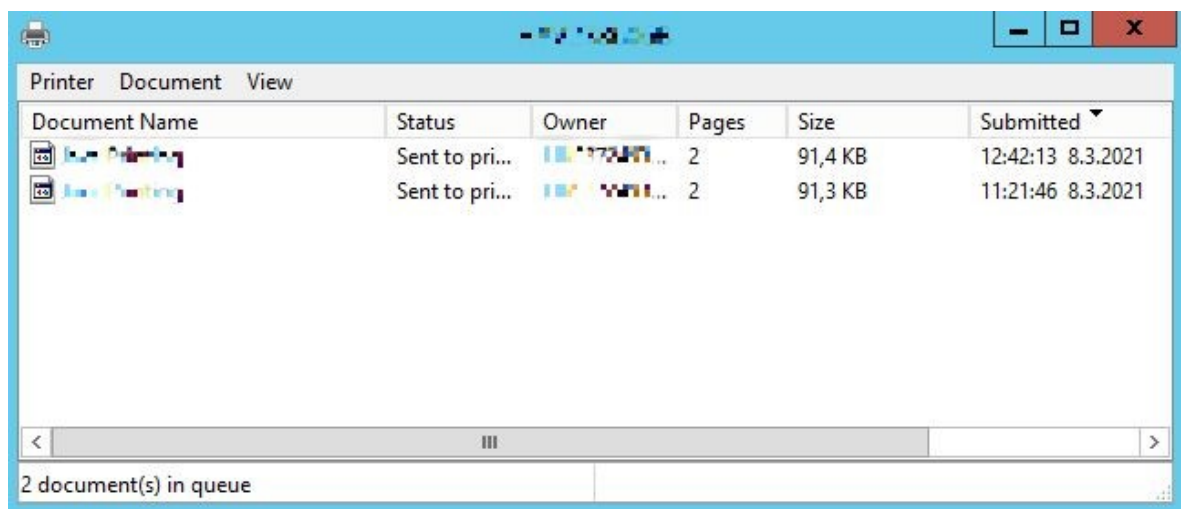 Printer Document View
Document Name Status Owner Pages Size Submitted
Printing Sent to pri... 2 91,4 KB 12:42:13 8.3.2021
Sent to pri... 2 91,3 KB 11:21:46 8.3.2021
2 document(s) in queue